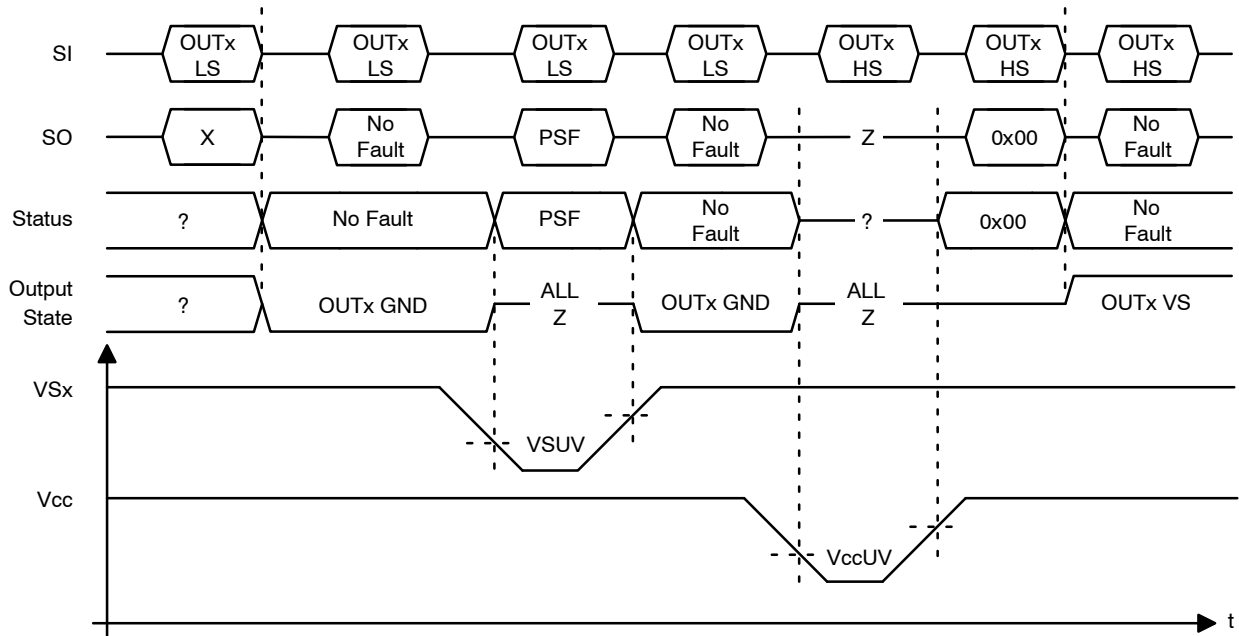 SI
OUTx
LS
OUTx
LS
OUTx
LS
OUTx
LS
OUTx
HS
OUTx
HS
OUTx
HS
SO
X
No
Fault
PSF
No
Fault
Z
0x00
No
Fault
Status
?
No Fault
PSF
No
Fault
?
0x00
No
Fault
Output
State
?
OUTx GND
ALL
Z
OUTx GND
ALL
Z
OUTx VS
VSx
VSUV
Vcc
VccUV
t